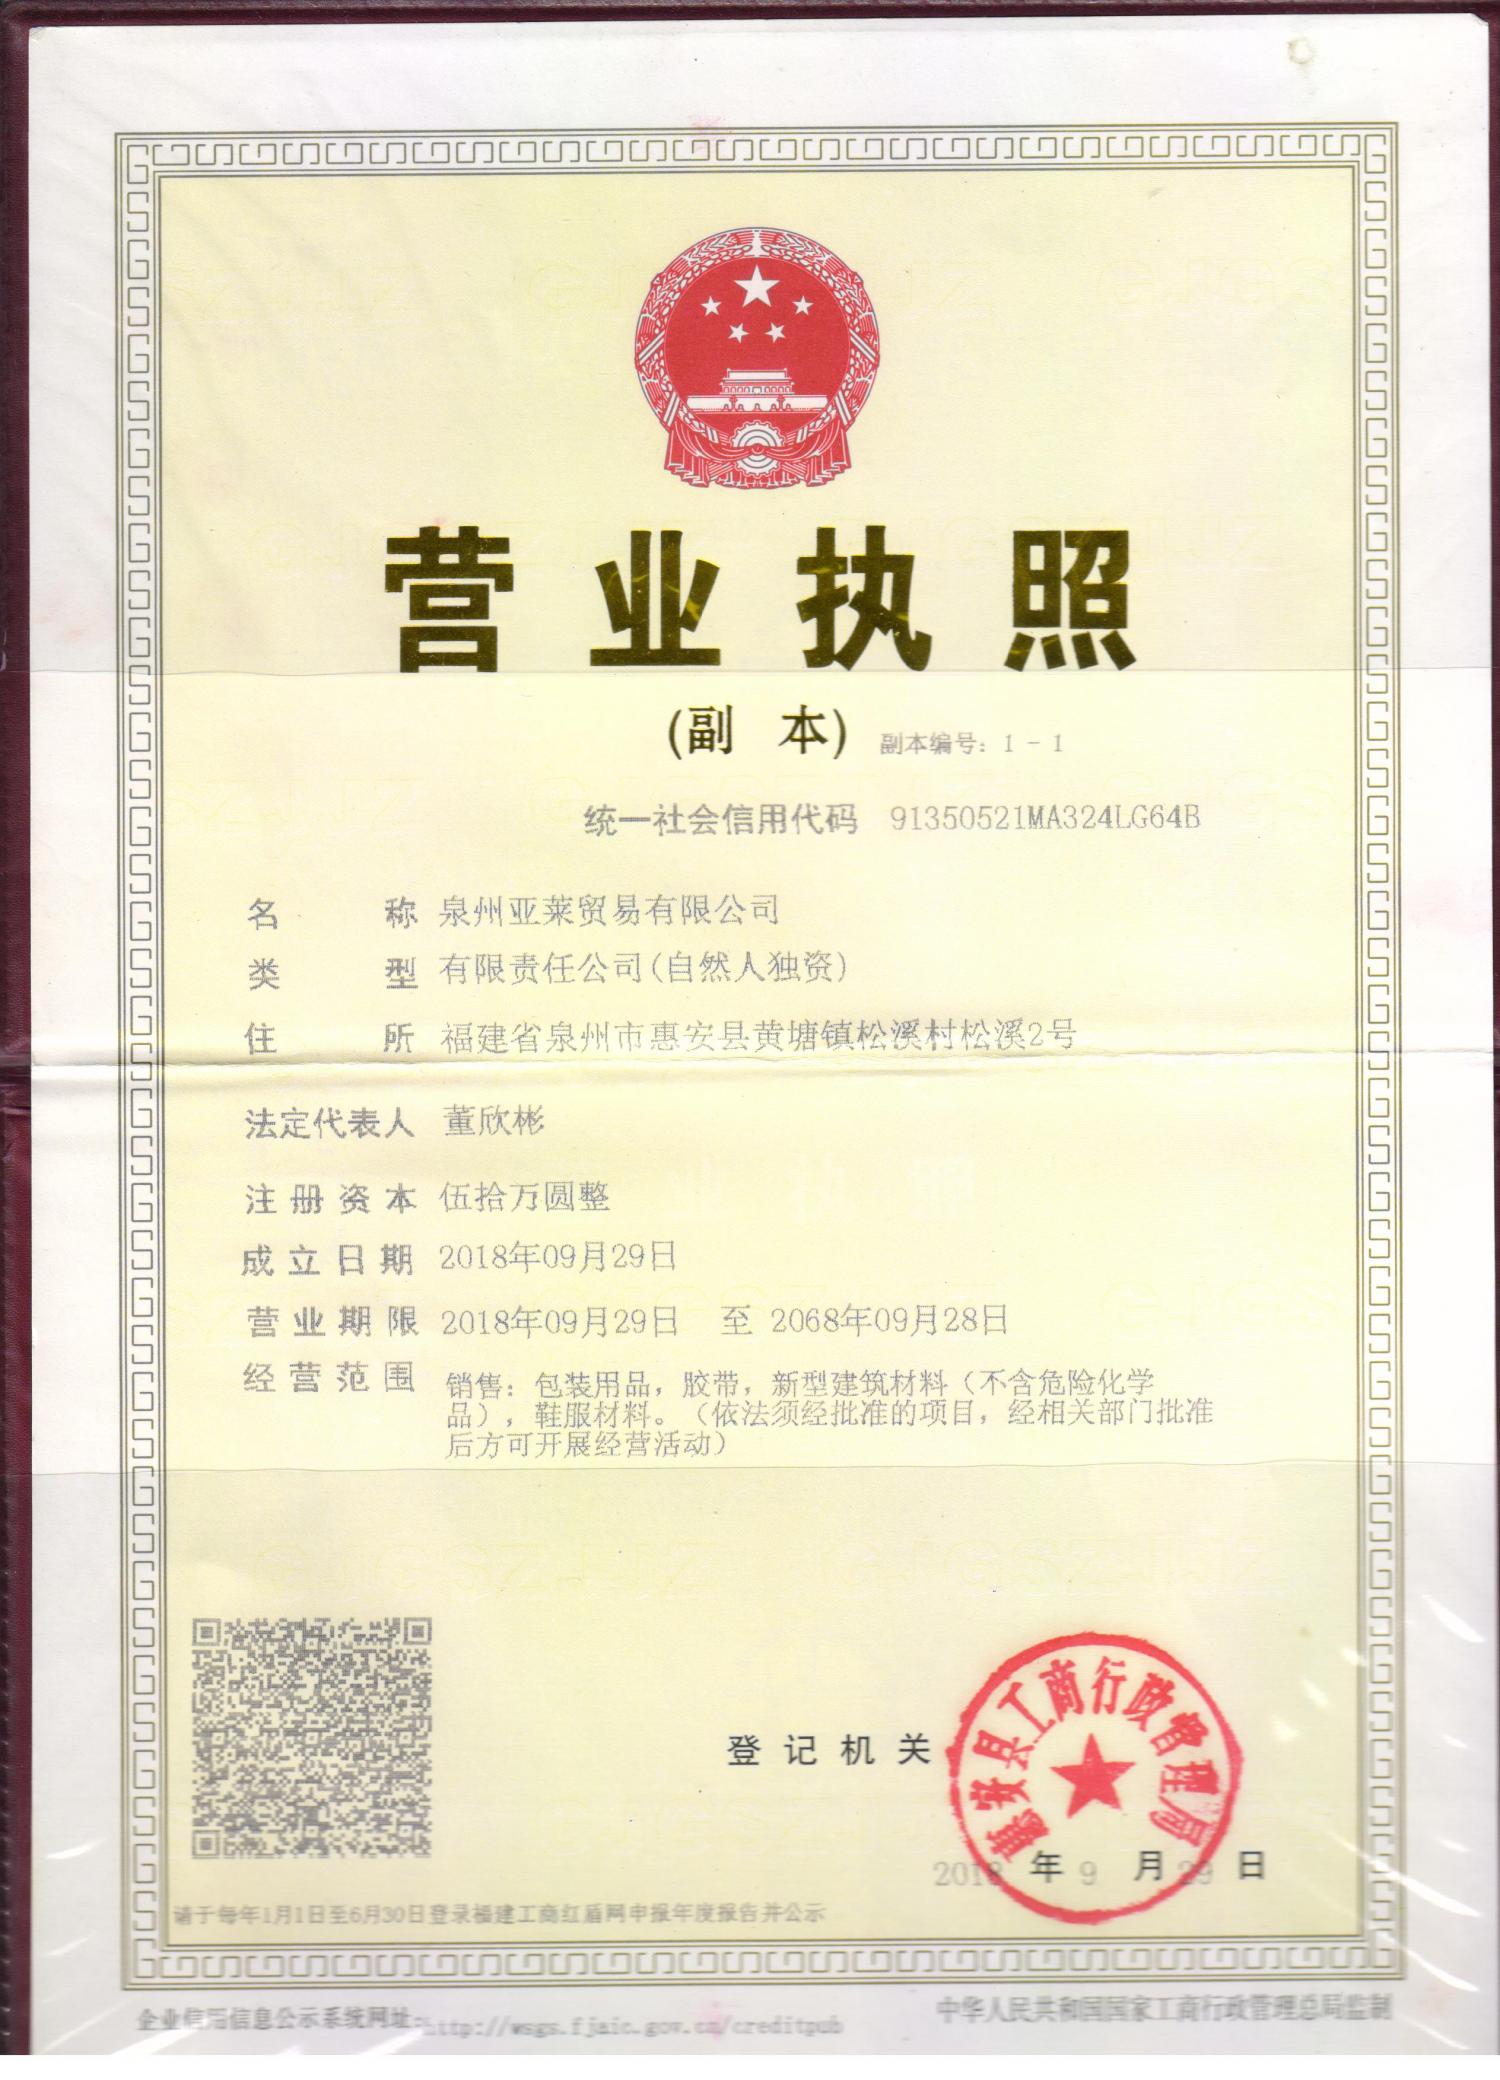 营业执照
(副 本) 副本编号：1-1
统一社会信用代码 91350521MA324LG64B
名称 泉州亚莱贸易有限公司
类型 有限责任公司(自然人独资)
住所 福建省泉州市惠安县黄塘镇松溪村松溪2号
法定代表人 董欣彬
注册资本 伍拾万圆整
成立日期 2018年09月29日
营业期限 2018年09月29日 至 2068年09月28日
经营范围 销售：包装用品，胶带，新型建筑材料（不含危险化学
品），鞋服材料。（依法须经批准的项目，经相关部门批准
后方可开展经营活动）
登记机关
惠安县工商行政管理局
2018 年 9 月 29 日
请于每年1月1日至6月30日登录福建工商红盾网申报年度报告并公示
企业信用信息公示系统网址:http://wsgs.fjaic.gov.cn/creditpub
中华人民共和国国家工商行政管理总局监制